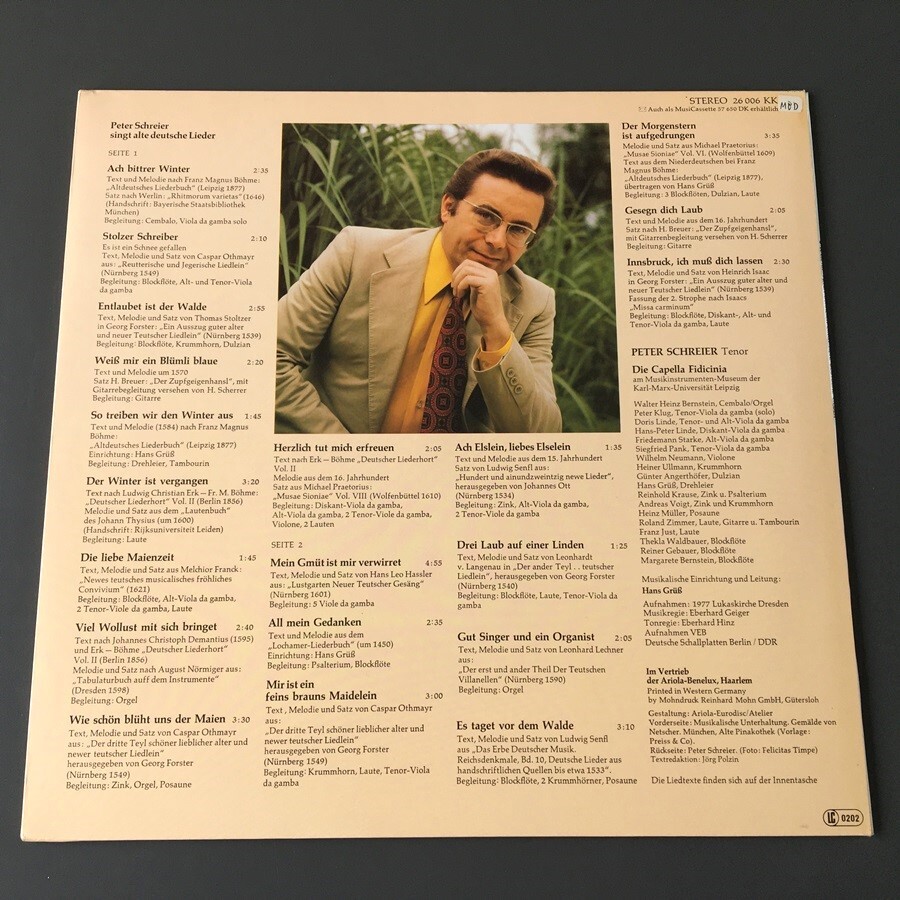 STEREO 26 006 KK
Auch als MusiCassette 57 650 DK erhältlich
MBD
Peter Schreier
singt alte deutsche Lieder
SEITE 1
Ach bittrer Winter 2:35
Text und Melodie nach Franz Magnus Böhme:
„Altdeutsches Liederbuch“ (Leipzig 1877)
Satz nach Werlin: „Rhitmorum varietas“ (1646)
(Handschrift: Bayerische Staatsbibliothek
München)
Begleitung: Cembalo, Viola da gamba solo
Stolzer Schreiber 2:10
Es ist ein Schnee gefallen
Text, Melodie und Satz von Caspar Othmayr
aus: „Reutterische und Jegerische Liedlein“
(Nürnberg 1549)
Begleitung: Blockflöte, Alt- und Tenor-Viola
da gamba
Entlaubet ist der Walde 2:55
Text, Melodie und Satz von Thomas Stoltzer
in Georg Forster: „Ein Ausszug guter alter
und neuer Teutscher Liedlein“ (Nürnberg 1539)
Begleitung: Blockflöte, Krummhorn, Dulzian
Weiß mir ein Blümli blaue 2:20
Text und Melodie um 1570
Satz H. Breuer: „Der Zupfgeigenhansl“, mit
Gitarrebegleitung versehen von H. Scherrer
Begleitung: Gitarre
So treiben wir den Winter aus 1:45
Text und Melodie (1584) nach Franz Magnus
Böhme:
„Altdeutsches Liederbuch“ (Leipzig 1877)
Einrichtung: Hans Grüß
Begleitung: Drehleier, Tambourin
Der Winter ist vergangen 3:20
Text nach Ludwig Christian Erk — Fr. M. Böhme:
„Deutscher Liederhort“ Vol. II (Berlin 1856)
Melodie und Satz aus dem „Lautenbuch“
des Johann Thysius (um 1600)
(Handschrift: Rijksuniversiteit Leiden)
Begleitung: Laute
Die liebe Maienzeit 1:45
Text, Melodie und Satz aus Melchior Franck:
„Newes teutsches musicalisches fröhliches
Convivium“ (1621)
Begleitung: Blockflöte, Alt-Viola da gamba,
2 Tenor-Viole da gamba, Laute
Viel Wollust mit sich bringet 2:40
Text nach Johannes Christoph Demantius (1595)
und Erk — Böhme „Deutscher Liederhort“
Vol. II (Berlin 1856)
Melodie und Satz nach August Nörmiger aus:
„Tabulaturbuch auff dem Instrumente“
(Dresden 1598)
Begleitung: Orgel
Wie schön blüht uns der Maien 3:30
Text, Melodie und Satz von Caspar Othmayr
aus: „Der dritte Teyl schöner lieblicher alter und
newer teutscher Liedlein“
herausgegeben von Georg Forster
(Nürnberg 1549)
Begleitung: Zink, Orgel, Posaune
Herzlich tut mich erfreuen 2:05
Text nach Erk — Böhme „Deutscher Liederhort“
Vol. II
Melodie aus dem 16. Jahrhundert
Satz aus Michael Praetorius:
„Musae Sioniae“ Vol. VIII (Wolfenbüttel 1610)
Begleitung: Diskant-Viola da gamba,
Alt-Viola da gamba, 2 Tenor-Viole da gamba,
Violone, 2 Lauten
SEITE 2
Mein Gmüt ist mir verwirret 4:55
Text, Melodie und Satz von Hans Leo Hassler
aus: „Lustgarten Neuer Teutscher Gesäng“
(Nürnberg 1601)
Begleitung: 5 Viole da gamba
All mein Gedanken 2:35
Text und Melodie aus dem
„Lochamer-Liederbuch“ (um 1450)
Einrichtung: Hans Grüß
Begleitung: Psalterium, Blockflöte
Mir ist ein
feins brauns Maidelein 3:00
Text, Melodie und Satz von Caspar Othmayr
aus:
„Der dritte Teyl schöner lieblicher alter und
newer teutscher Liedlein“
herausgegeben von Georg Forster
(Nürnberg 1549)
Begleitung: Krummhorn, Laute, Tenor-Viola
da gamba
Ach Elslein, liebes Elselein 1:35
Text und Melodie aus dem 15. Jahrhundert
Satz von Ludwig Senfl aus:
„Hundert und ainundzweintzig newe Lieder“,
herausgegeben von Johannes Ott
(Nürnberg 1534)
Begleitung: Zink, Alt-Viola da gamba,
2 Tenor-Viole da gamba
Drei Laub auf einer Linden 1:25
Text, Melodie und Satz von Leonhardt
v. Langenau in „Der ander Teyl . . teutscher
Liedlein“, herausgegeben von Georg Forster
(Nürnberg 1540)
Begleitung: Blockflöte, Laute, Tenor-Viola da
gamba
Gut Singer und ein Organist 2:05
Text, Melodie und Satz von Leonhard Lechner
aus:
„Der erst und ander Theil Der Teutschen
Villanellen“ (Nürnberg 1590)
Begleitung: Orgel
Es taget vor dem Walde 3:10
Text, Melodie und Satz von Ludwig Senfl
aus „Das Erbe Deutscher Musik.
Reichsdenkmale, Bd. 10, Deutsche Lieder aus
handschriftlichen Quellen bis etwa 1533“.
Begleitung: Blockflöte, 2 Krummhörner, Posaune
Der Morgenstern
ist aufgedrungen 3:35
Melodie und Satz aus Michael Praetorius:
„Musae Sioniae“ Vol. VI. (Wolfenbüttel 1609)
Text aus dem Niederdeutschen bei Franz
Magnus Böhme:
„Altdeutsches Liederbuch“ (Leipzig 1877),
übertragen von Hans Grüß
Begleitung: 3 Blockflöten, Dulzian, Laute
Gesegn dich Laub 2:05
Text und Melodie aus dem 16. Jahrhundert
Satz nach H. Breuer: „Der Zupfgeigenhansl“,
mit Gitarrenbegleitung versehen von H. Scherrer
Begleitung: Gitarre
Innsbruck, ich muß dich lassen 2:30
Text, Melodie und Satz von Heinrich Isaac
in Georg Forster: „Ein Auszug guter alter und
neuer Teutscher Liedlein“ (Nürnberg 1539)
Fassung der 2. Strophe nach Isaacs
„Missa carminum“
Begleitung: Blockflöte, Diskant-, Alt- und
Tenor-Viola da gamba, Laute
PETER SCHREIER Tenor
Die Capella Fidicinia
am Musikinstrumenten-Museum der
Karl-Marx-Universität Leipzig
Walter Heinz Bernstein, Cembalo/Orgel
Peter Klug, Tenor-Viola da gamba (solo)
Doris Linde, Tenor- und Alt-Viola da gamba
Hans-Peter Linde, Diskant-Viola da gamba
Friedemann Starke, Alt-Viola da gamba
Siegfried Pank, Tenor-Viola da gamba
Wilhelm Neumann, Violone
Heiner Ullmann, Krummhorn
Günter Angerhöfer, Dulzian
Hans Grüß, Drehleier
Reinhold Krause, Zink u. Psalterium
Andreas Voigt, Zink und Krummhorn
Heinz Müller, Posaune
Roland Zimmer, Laute, Gitarre u. Tambourin
Franz Just, Laute
Thekla Waldbauer, Blockflöte
Reiner Gebauer, Blockflöte
Margarete Bernstein, Blockflöte
Musikalische Einrichtung und Leitung:
Hans Grüß
Aufnahmen: 1977 Lukaskirche Dresden
Musikregie: Eberhard Geiger
Tonregie: Eberhard Hinz
Aufnahmen VEB
Deutsche Schallplatten Berlin / DDR
Im Vertrieb
der Ariola-Benelux, Haarlem
Printed in Western Germany
by Mohndruck Reinhard Mohn GmbH, Gütersloh
Gestaltung: Ariola-Eurodisc/Atelier
Vorderseite: Musikalische Unterhaltung. Gemälde von
Netscher. München, Alte Pinakothek (Vorlage:
Preiss & Co).
Rückseite: Peter Schreier. (Foto: Felicitas Timpe)
Textredaktion: Jörg Polzin
Die Liedtexte finden sich auf der Innentasche
LC 0202